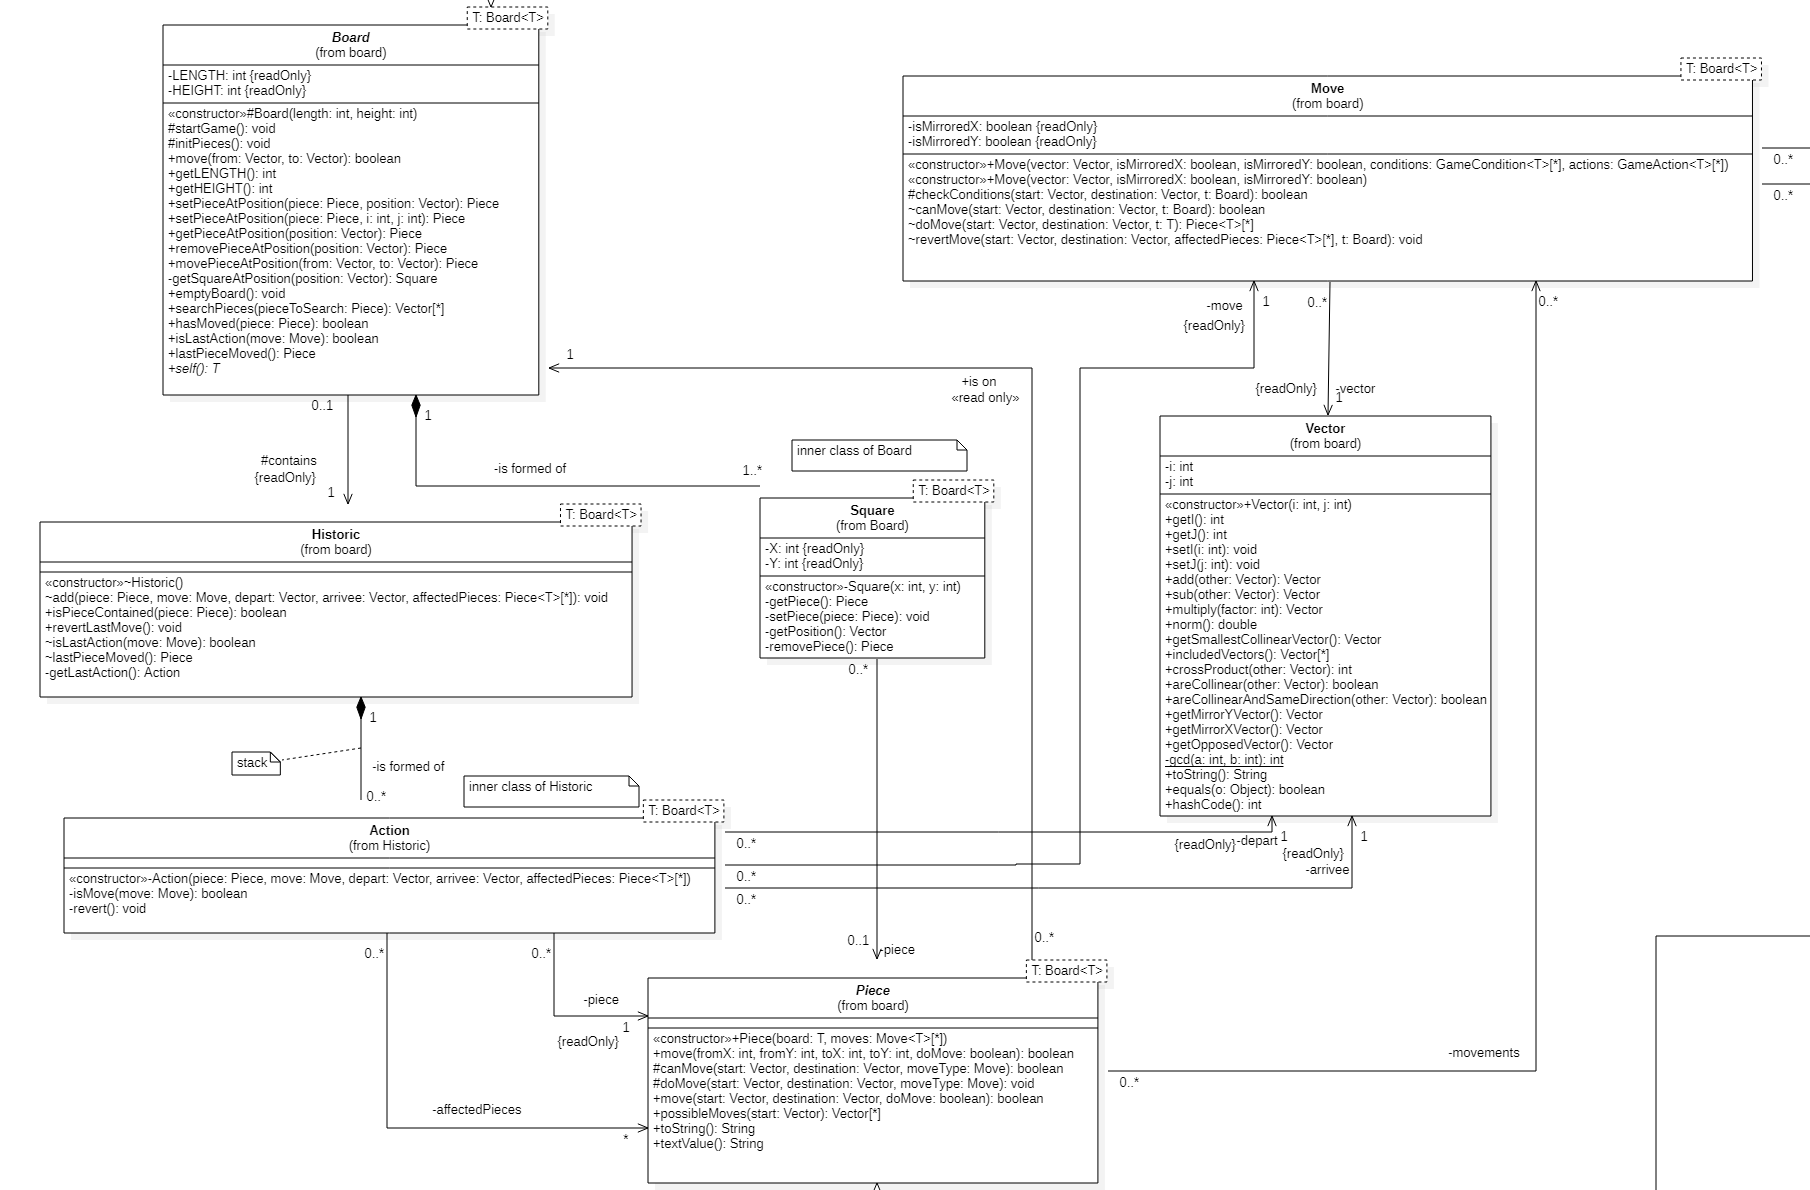 T: Board<T>
Board
(from board)
-LENGTH: int {readOnly}
-HEIGHT: int {readOnly}
«constructor»#Board(length: int, height: int)
#startGame(): void
#initPieces(): void
+move(from: Vector, to: Vector): boolean
+getLENGTH(): int
+getHEIGHT(): int
+setPieceAtPosition(piece: Piece, position: Vector): Piece
+setPieceAtPosition(piece: Piece, i: int, j: int): Piece
+getPieceAtPosition(position: Vector): Piece
+removePieceAtPosition(position: Vector): Piece
+movePieceAtPosition(from: Vector, to: Vector): Piece
-getSquareAtPosition(position: Vector): Square
+emptyBoard(): void
+searchPieces(pieceToSearch: Piece): Vector[*]
+hasMoved(piece: Piece): boolean
+isLastAction(move: Move): boolean
+lastPieceMoved(): Piece
+self(): T
T: Board<T>
Move
(from board)
-isMirroredX: boolean {readOnly}
-isMirroredY: boolean {readOnly}
«constructor»+Move(vector: Vector, isMirroredX: boolean, isMirroredY: boolean, conditions: GameCondition<T>[*], actions: GameAction<T>[*])
«constructor»+Move(vector: Vector, isMirroredX: boolean, isMirroredY: boolean)
#checkConditions(start: Vector, destination: Vector, t: Board): boolean
~canMove(start: Vector, destination: Vector, t: Board): boolean
~doMove(start: Vector, destination: Vector, t: T): Piece<T>[*]
~revertMove(start: Vector, destination: Vector, affectedPieces: Piece<T>[*], t: Board): void
0..*
0..*
-move
{readOnly}
1
0..*
0..*
1
+is on
«read only»
{readOnly}
-vector
1
0..1
1
#contains
{readOnly}
1
-is formed of
1..*
inner class of Board
T: Board<T>
Square
(from Board)
-X: int {readOnly}
-Y: int {readOnly}
«constructor»-Square(x: int, y: int)
-getPiece(): Piece
-setPiece(piece: Piece): void
-getPosition(): Vector
-removePiece(): Piece
0..*
Vector
(from board)
-i: int
-j: int
«constructor»+Vector(i: int, j: int)
+getI(): int
+getJ(): int
+setI(i: int): void
+setJ(j: int): void
+add(other: Vector): Vector
+sub(other: Vector): Vector
+multiply(factor: int): Vector
+norm(): double
+getSmallestCollinearVector(): Vector
+includedVectors(): Vector[*]
+crossProduct(other: Vector): int
+areCollinear(other: Vector): boolean
+areCollinearAndSameDirection(other: Vector): boolean
+getMirrorYVector(): Vector
+getMirrorXVector(): Vector
+getOpposedVector(): Vector
-gcd(a: int, b: int): int
+toString(): String
+equals(o: Object): boolean
+hashCode(): int
T: Board<T>
Historic
(from board)
«constructor»~Historic()
~add(piece: Piece, move: Move, depart: Vector, arrivee: Vector, affectedPieces: Piece<T>[*]): void
+isPieceContained(piece: Piece): boolean
+revertLastMove(): void
~isLastAction(move: Move): boolean
~lastPieceMoved(): Piece
-getLastAction(): Action
1
stack
-is formed of
0..*
inner class of Historic
T: Board<T>
Action
(from Historic)
«constructor»-Action(piece: Piece, move: Move, depart: Vector, arrivee: Vector, affectedPieces: Piece<T>[*])
-isMove(move: Move): boolean
-revert(): void
0..*
0..*
0..*
{readOnly}
-depart
1
{readOnly}
-arrivee
1
0..*
0..*
-piece
1
{readOnly}
-affectedPieces
*
0..1
-piece
0..*
T: Board<T>
Piece
(from board)
«constructor»+Piece(board: T, moves: Move<T>[*])
+move(fromX: int, fromY: int, toX: int, toY: int, doMove: boolean): boolean
#canMove(start: Vector, destination: Vector, moveType: Move): boolean
#doMove(start: Vector, destination: Vector, moveType: Move): void
+move(start: Vector, destination: Vector, doMove: boolean): boolean
+possibleMoves(start: Vector): Vector[*]
+toString(): String
+textValue(): String
-movements
0..*